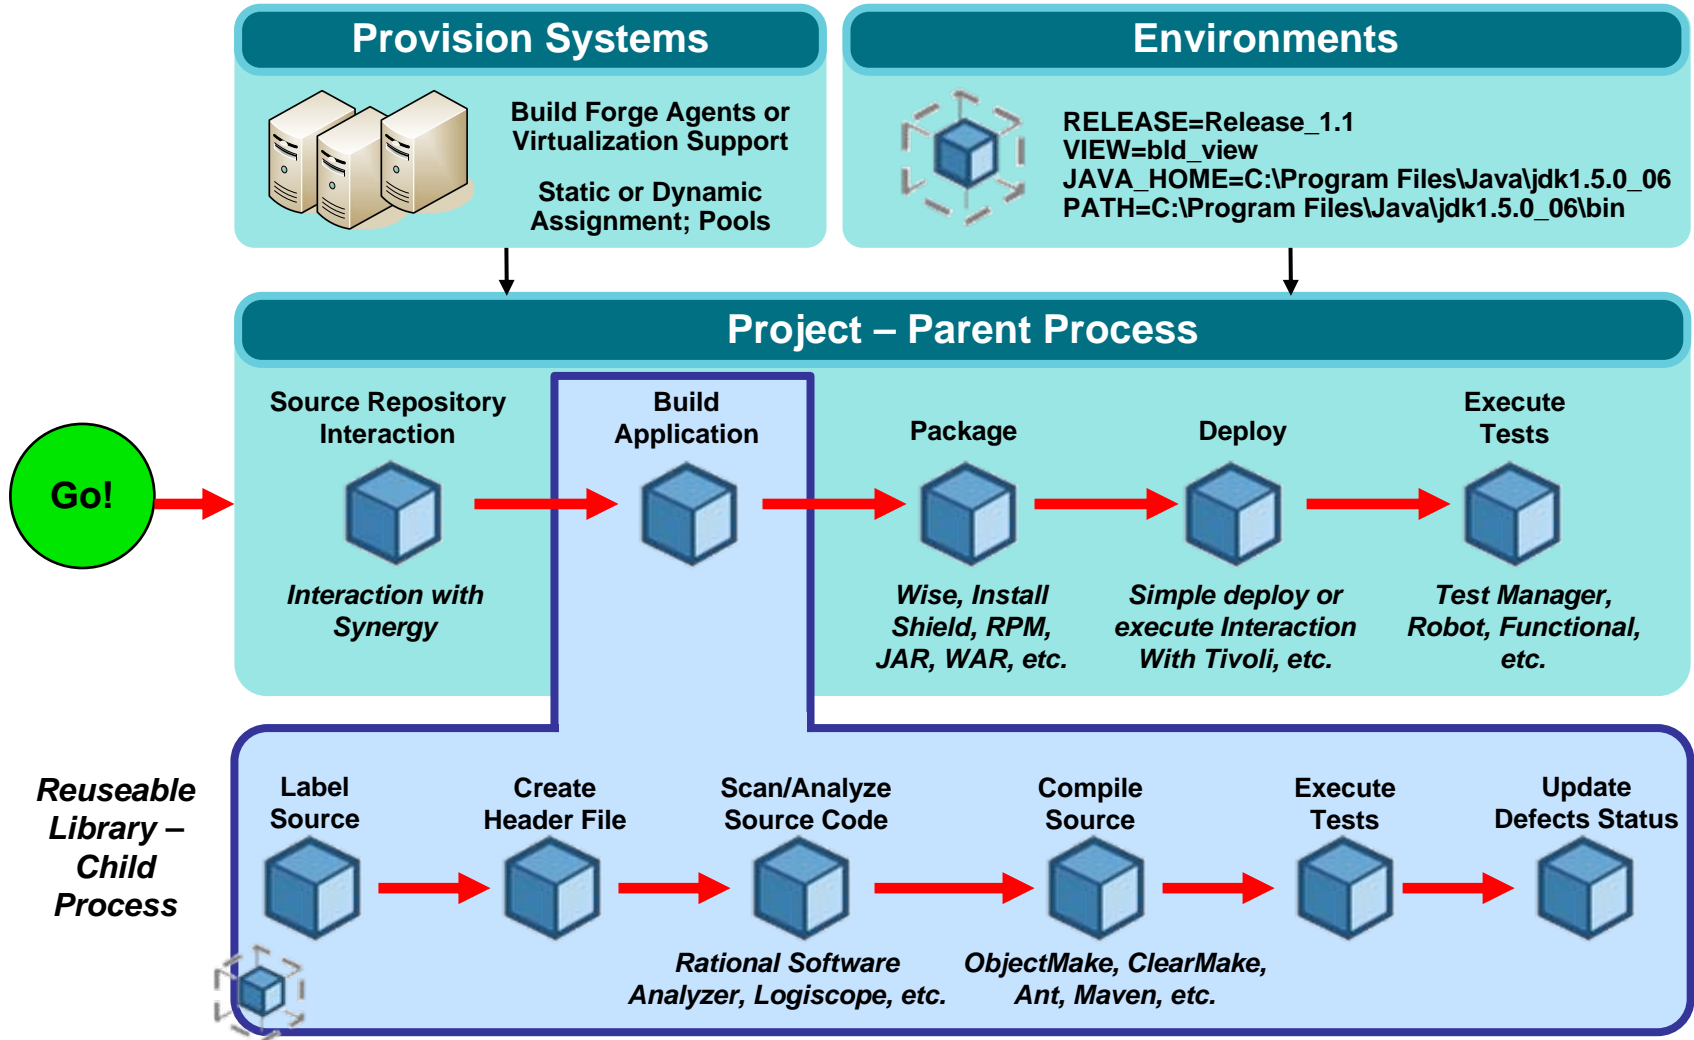 Provision Systems
Build Forge Agents or
Virtualization Support
Static or Dynamic
Assignment; Pools
Environments
RELEASE=Release_1.1
VIEW=bld_view
JAVA_HOME=C:\Program Files\Java\jdk1.5.0_06
PATH=C:\Program Files\Java\jdk1.5.0_06\bin
Project – Parent Process
Go!
Source Repository
Interaction
Interaction with
Synergy
Build
Application
Package
Wise, Install
Shield, RPM,
JAR, WAR, etc.
Deploy
Simple deploy or
execute Interaction
With Tivoli, etc.
Execute
Tests
Test Manager,
Robot, Functional,
etc.
Reuseable
Library –
Child
Process
Label
Source
Create
Header File
Scan/Analyze
Source Code
Rational Software
Analyzer, Logiscope, etc.
Compile
Source
ObjectMake, ClearMake,
Ant, Maven, etc.
Execute
Tests
Update
Defects Status